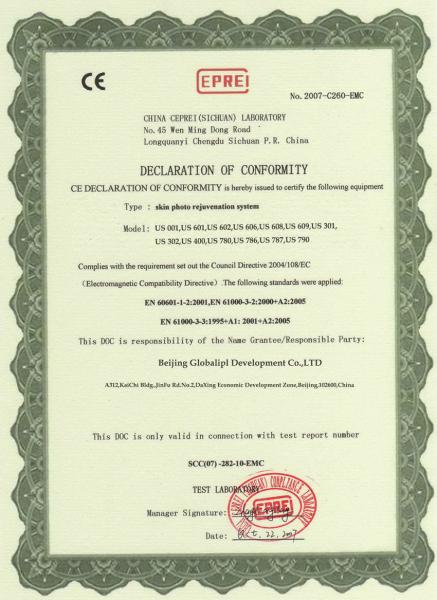 CE
CEPREI
No. 2007-C260-EMC
CHINA CEPREI(SICHUAN) LABORATORY
No. 45 Wen Ming Dong Road
Longquanyi Chengdu Sichuan P.R. China
DECLARATION OF CONFORMITY
CE DECLARATION OF CONFORMITY is hereby issued to certify the following equipment
Type : skin photo rejuvenation system
Model: US 001,US 601,US 602,US 606,US 608,US 609,US 301,
US 302,US 400,US 780,US 786,US 787,US 790
Complies with the requirement set out the Council Directive 2004/108/EC
(Electromagnetic Compatibility Directive) .The following standards were applied:
EN 60601-1-2:2001,EN 61000-3-2:2000+A2:2005
EN 61000-3-3:1995+A1: 2001+A2:2005
This DOC is responsibility of the Name Grantee/Responsible Party:
Beijing Globalipl Development Co.,LTD
A312,KaiChi Bldg.,JinFu Rd.No.2,DaXing Economic Development Zone,Beijing,102600,China
This DOC is only valid in connection with test report number
SCC(07) -282-10-EMC
TEST LABORATORY
Manager Signature:
Date: Oct, 22, 2007
CEPREI (SICHUAN) COMPLIANCE LABORATORY
CEPREI